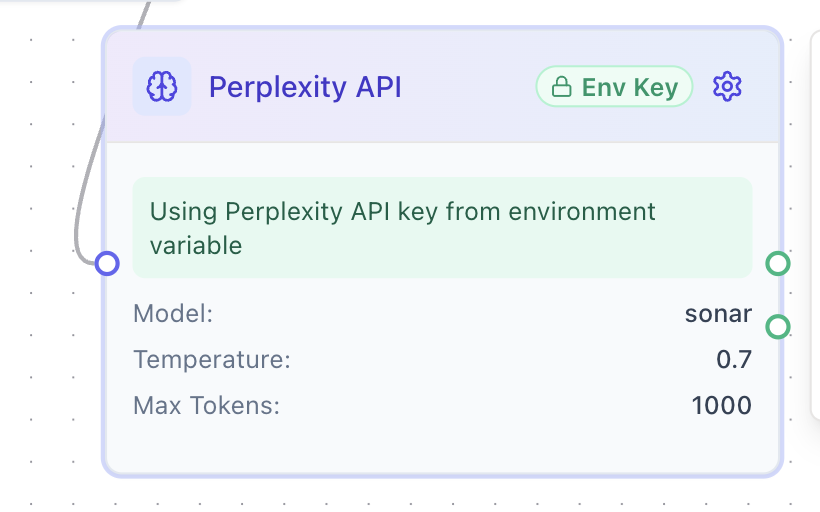 Perplexity API
Env Key
Using Perplexity API key from environment
variable
Model: sonar
Temperature: 0.7
Max Tokens: 1000